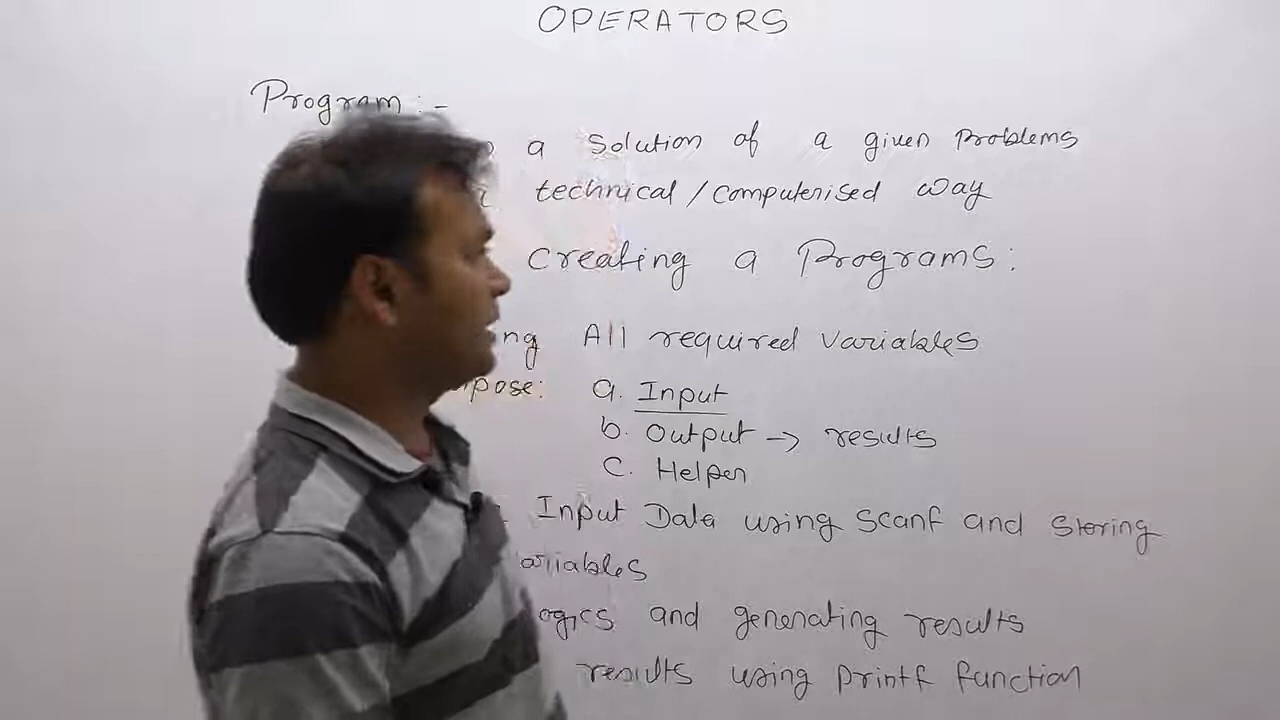 OPERATORS
Program :-
a Solution of a given Problems
technical / computerised way
creating a Programs :
All required variables
a. Input
b. Output -> results
c. Helper
Input Data using Scanf and Storing
and generating results
results using Printf function